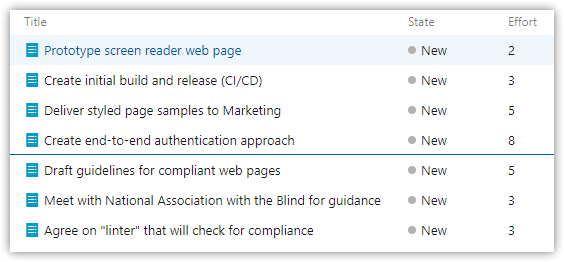 Title State Effort
Prototype screen reader web page New 2
Create initial build and release (CI/CD) New 3
Deliver styled page samples to Marketing New 5
Create end-to-end authentication approach New 8
Draft guidelines for compliant web pages New 5
Meet with National Association with the Blind for guidance New 3
Agree on "linter" that will check for compliance New 3